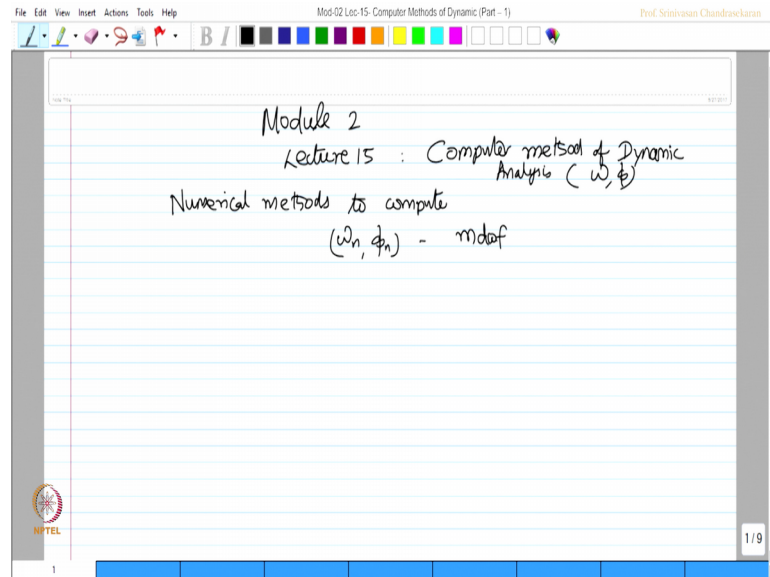 File Edit View Insert Actions Tools Help
Mod-02 Lec-15- Computer Methods of Dynamic (Part – 1)
Prof. Srinivasan Chandrasekaran
B I
Note Title
Module 2
Lecture 15 : Computer method of Dynamic
Analysis ( ω, ϕ)
Numerical methods to compute
(ωn, ϕn) - mdof
NPTEL
1 / 9
1